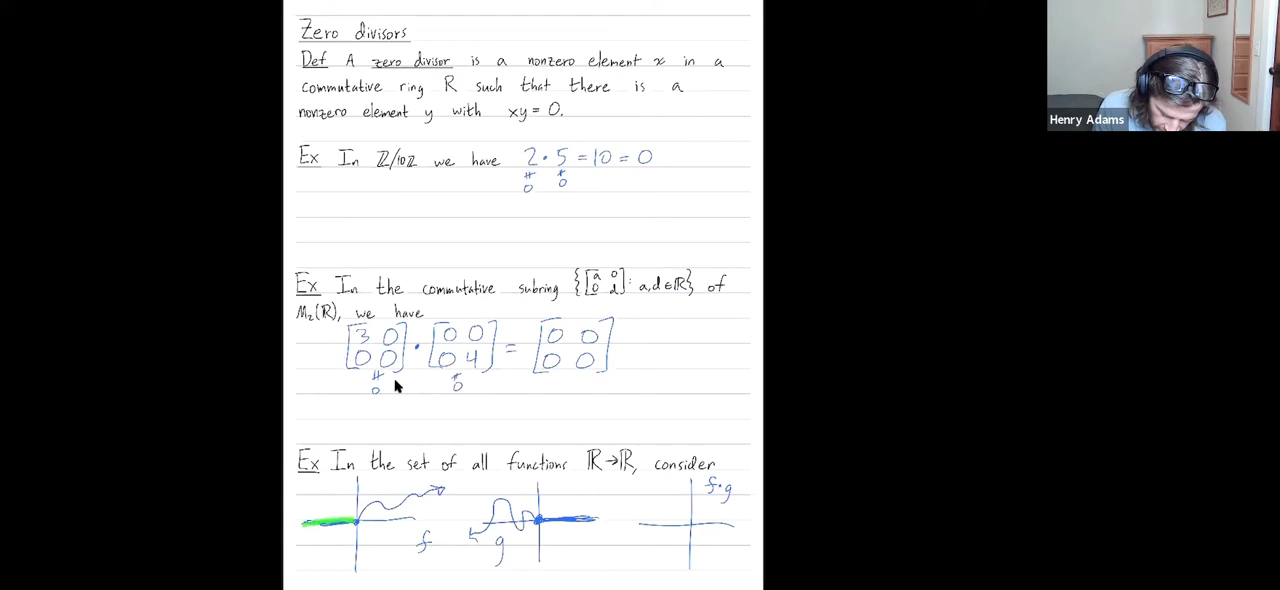 Zero divisors
Def A zero divisor is a nonzero element x in a
commutative ring R such that there is a
nonzero element y with xy = 0.
Henry Adams
Ex In ℤ/10ℤ we have 2 · 5 = 10 = 0
≠ ≠
0 0
Ex In the commutative subring {[a 0; 0 d] : a,d ∈ ℝ} of
M₂(ℝ), we have
[3 0; 0 0] · [0 0; 0 4] = [0 0; 0 0]
≠ ≠
0 0
Ex In the set of all functions ℝ→ℝ, consider
f g f·g